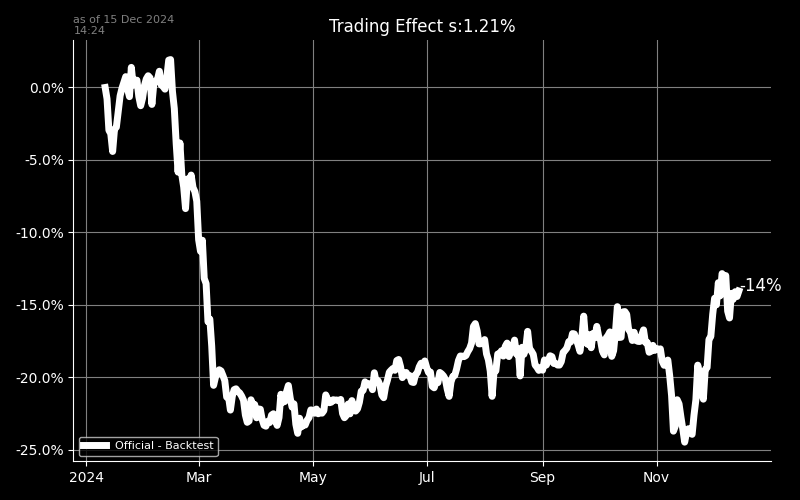 as of 15 Dec 2024
14:24
Trading Effect s:1.21%
0.0%
-5.0%
-10.0%
-15.0%
-20.0%
-25.0%
-14%
Official - Backtest
2024 Mar May Jul Sep Nov